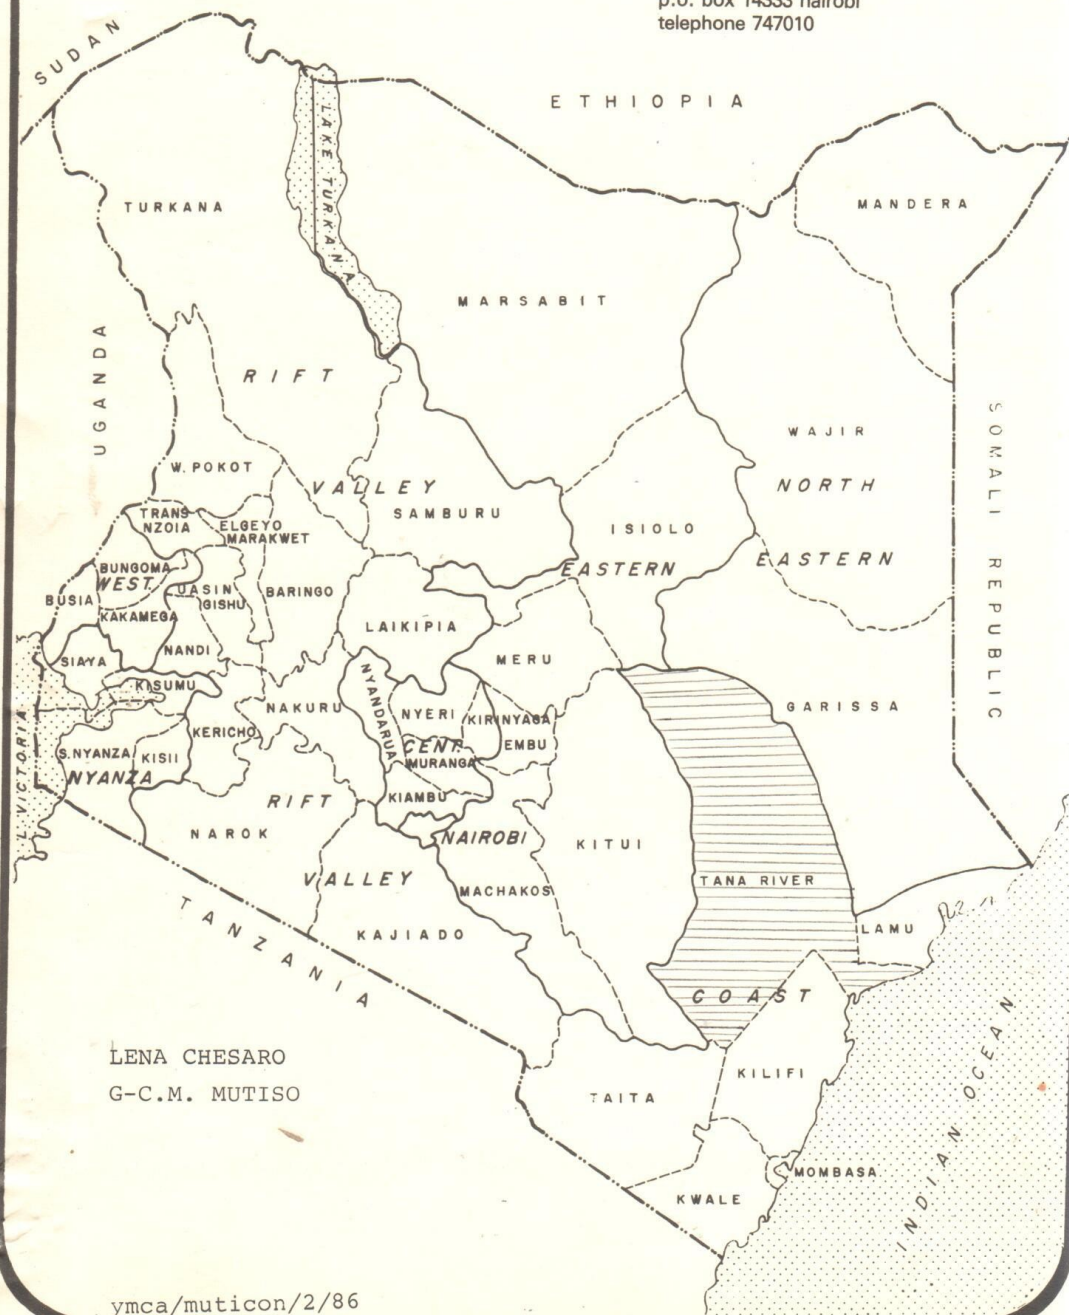 p.o. box 14333 nairobi
telephone 747010
SUDAN
ETHIOPIA
LAKE TURKANA
TURKANA
MANDERA
MARSABIT
UGANDA
RIFT
VALLEY
SOMALI REPUBLIC
WAJIR
NORTH
EASTERN
W. POKOT
SAMBURU
ISIOLO
EASTERN
TRANS
NZOIA
ELGEYO
MARAKWET
BUNGOMA
WEST.
UASIN
GISHU
BARINGO
BUSIA
KAKAMEGA
LAIKIPIA
NANDI
SIAYA
MERU
KISUMU
NYANDARUA
NAKURU
NYERI
KIRINYAGA
GARISSA
KERICHO
EMBU
CENT.
MURANGA
S. NYANZA
KISII
NYANZA
L. VICTORIA
KIAMBU
RIFT
VALLEY
NAROK
NAIROBI
KITUI
MACHAKOS
TANA RIVER
KAJIADO
LAMU
TANZANIA
COAST
LENA CHESARO
G-C.M. MUTISO
TAITA
KILIFI
INDIAN OCEAN
MOMBASA
KWALE
ymca/muticon/2/86